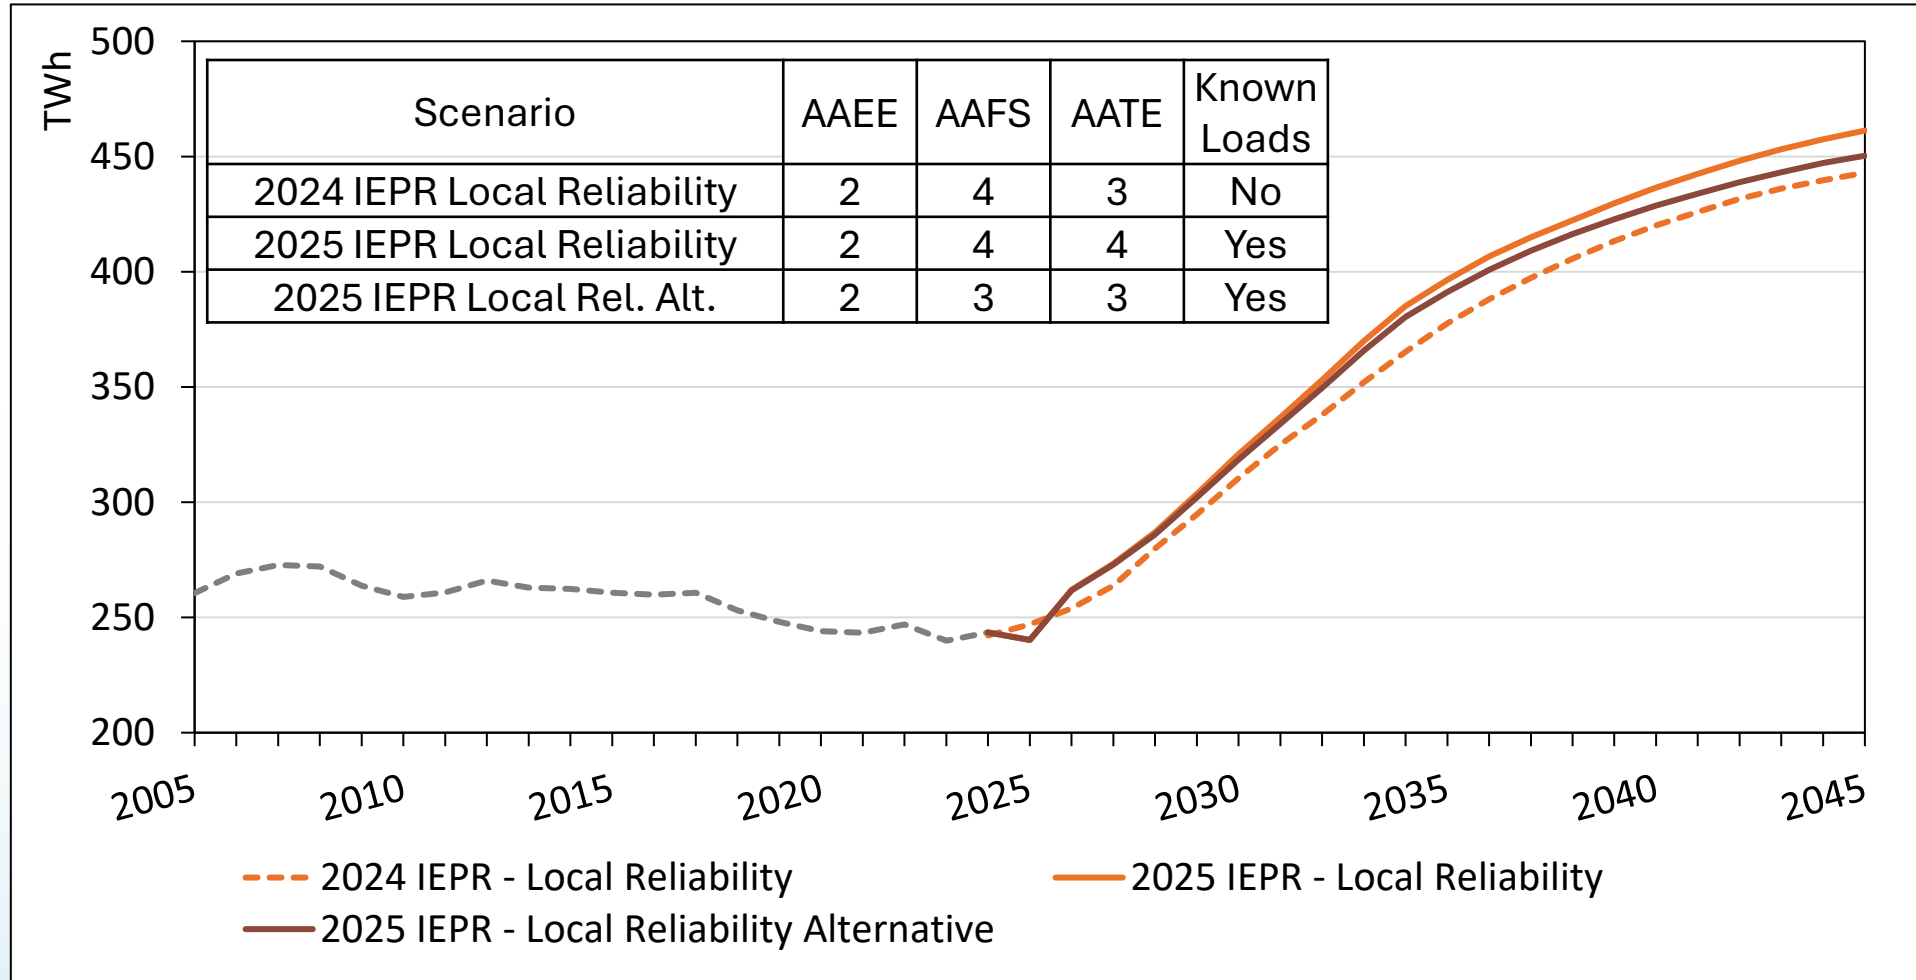 TWh
500
450
400
350
300
250
200
Scenario AAEE AAFS AATE Known Loads
2024 IEPR Local Reliability 2 4 3 No
2025 IEPR Local Reliability 2 4 4 Yes
2025 IEPR Local Rel. Alt. 2 3 3 Yes
2005 2010 2015 2020 2025 2030 2035 2040 2045
2024 IEPR - Local Reliability
2025 IEPR - Local Reliability
2025 IEPR - Local Reliability Alternative